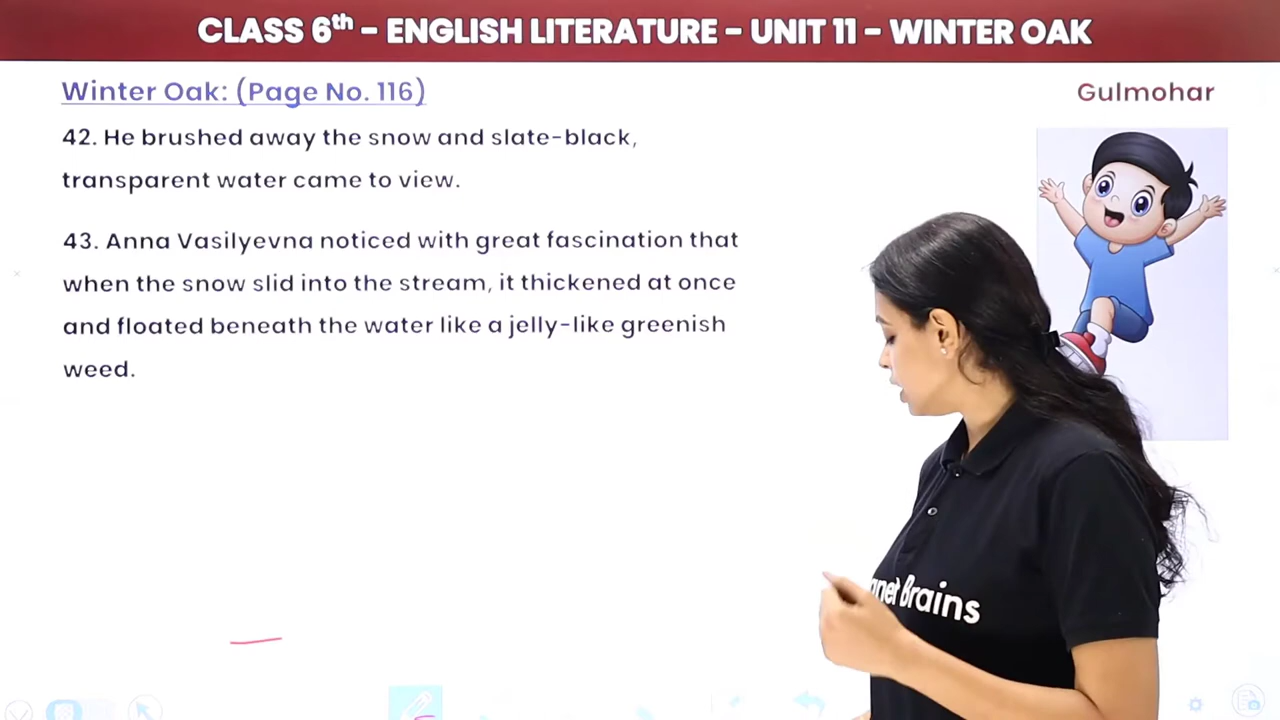 CLASS 6th - ENGLISH LITERATURE - UNIT 11 - WINTER OAK
Winter Oak: (Page No. 116)
Gulmohar
42. He brushed away the snow and slate-black,
transparent water came to view.
43. Anna Vasilyevna noticed with great fascination that
when the snow slid into the stream, it thickened at once
and floated beneath the water like a jelly-like greenish
weed.
Brains